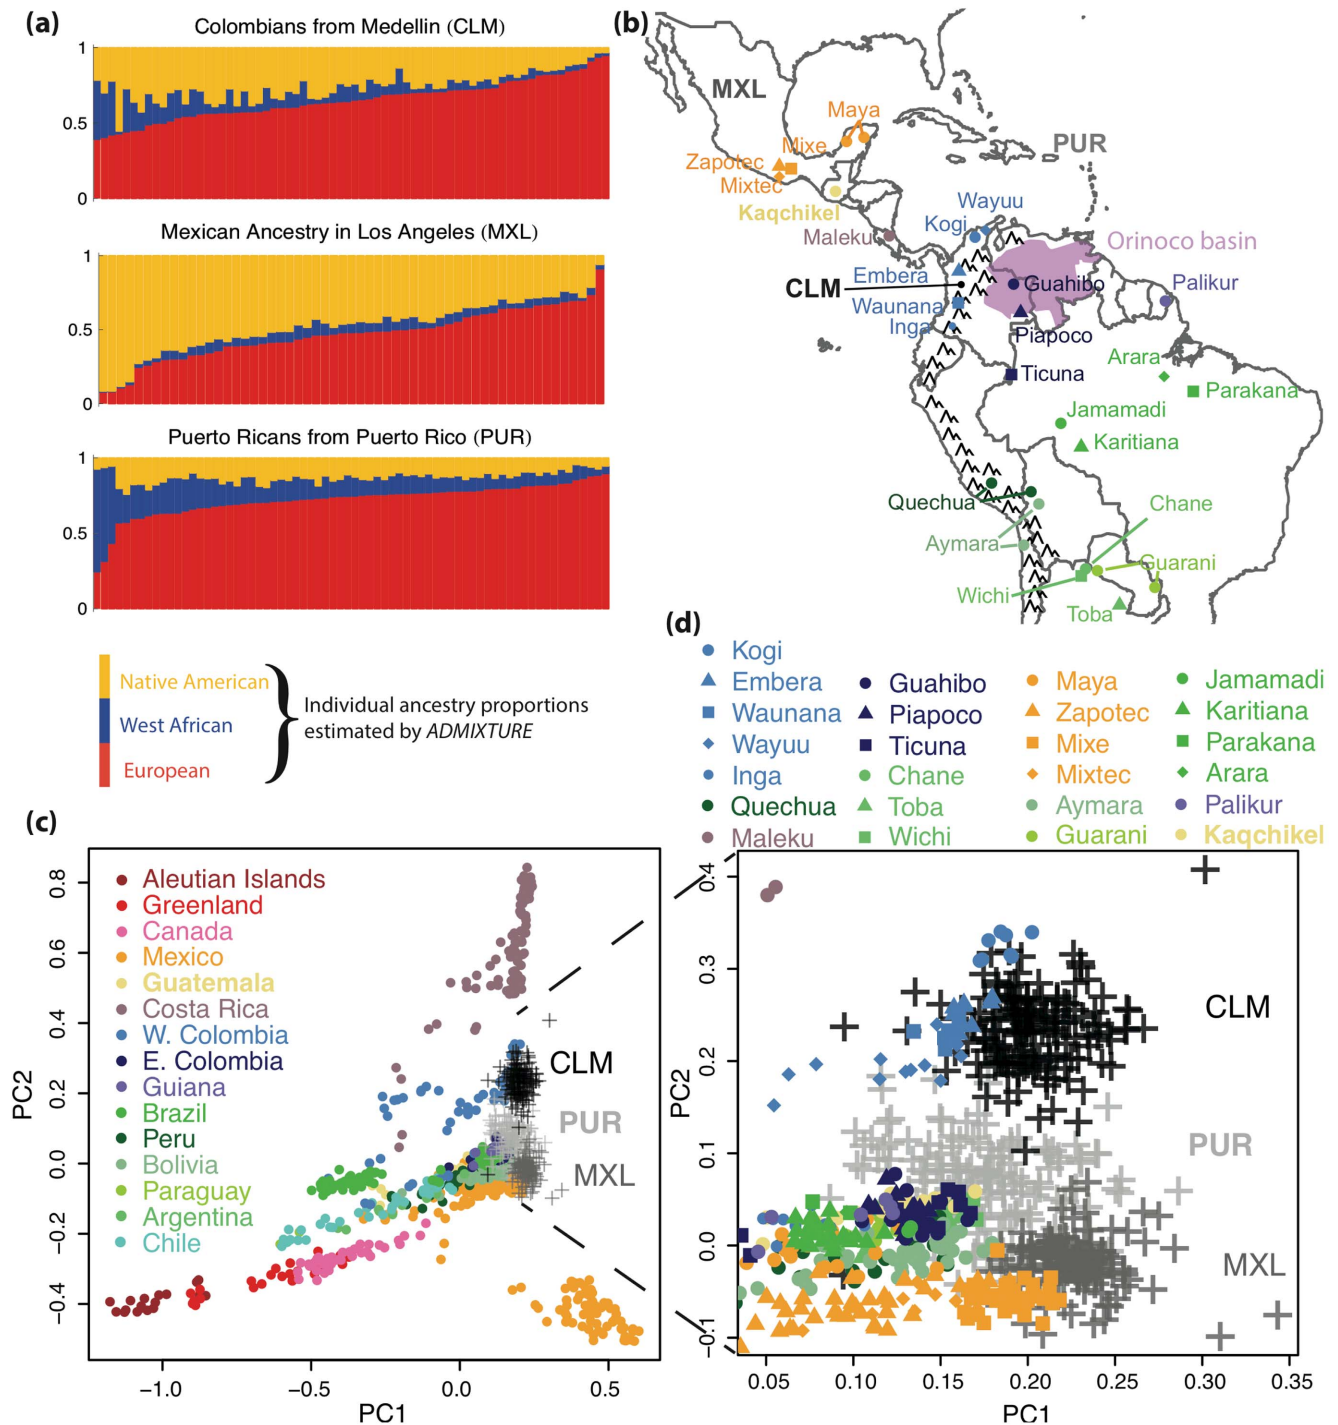 (a)
Colombians from Medellin (CLM)
1
0.5
0
Mexican Ancestry in Los Angeles (MXL)
1
0.5
0
Puerto Ricans from Puerto Rico (PUR)
1
0.5
0
Native American
West African
European
Individual ancestry proportions
estimated by ADMIXTURE
(b)
MXL
Maya
Mixe
Zapotec
Mixtec
Kaqchikel
Maleku
PUR
Wayuu
Kogi
Orinoco basin
Embera
CLM
Guahibo
Palikur
Waunana
Inga
Piapoco
Arara
Ticuna
Parakana
Jamamadi
Karitiana
Quechua
Chane
Aymara
Guarani
Wichi
Toba
(c)
Aleutian Islands
Greenland
Canada
Mexico
Guatemala
Costa Rica
W. Colombia
E. Colombia
Guiana
Brazil
Peru
Bolivia
Paraguay
Argentina
Chile
CLM
PUR
MXL
PC2
0.8
0.6
0.4
0.2
0.0
−0.2
−0.4
−1.0
−0.5
0.0
0.5
PC1
(d)
Kogi
Embera
Waunana
Wayuu
Inga
Quechua
Maleku
Guahibo
Piapoco
Ticuna
Chane
Toba
Wichi
Maya
Zapotec
Mixe
Mixtec
Aymara
Guarani
Jamamadi
Karitiana
Parakana
Arara
Palikur
Kaqchikel
CLM
PUR
MXL
PC2
0.4
0.3
0.2
0.1
0.0
−0.1
0.05
0.10
0.15
0.20
0.25
0.30
0.35
PC1